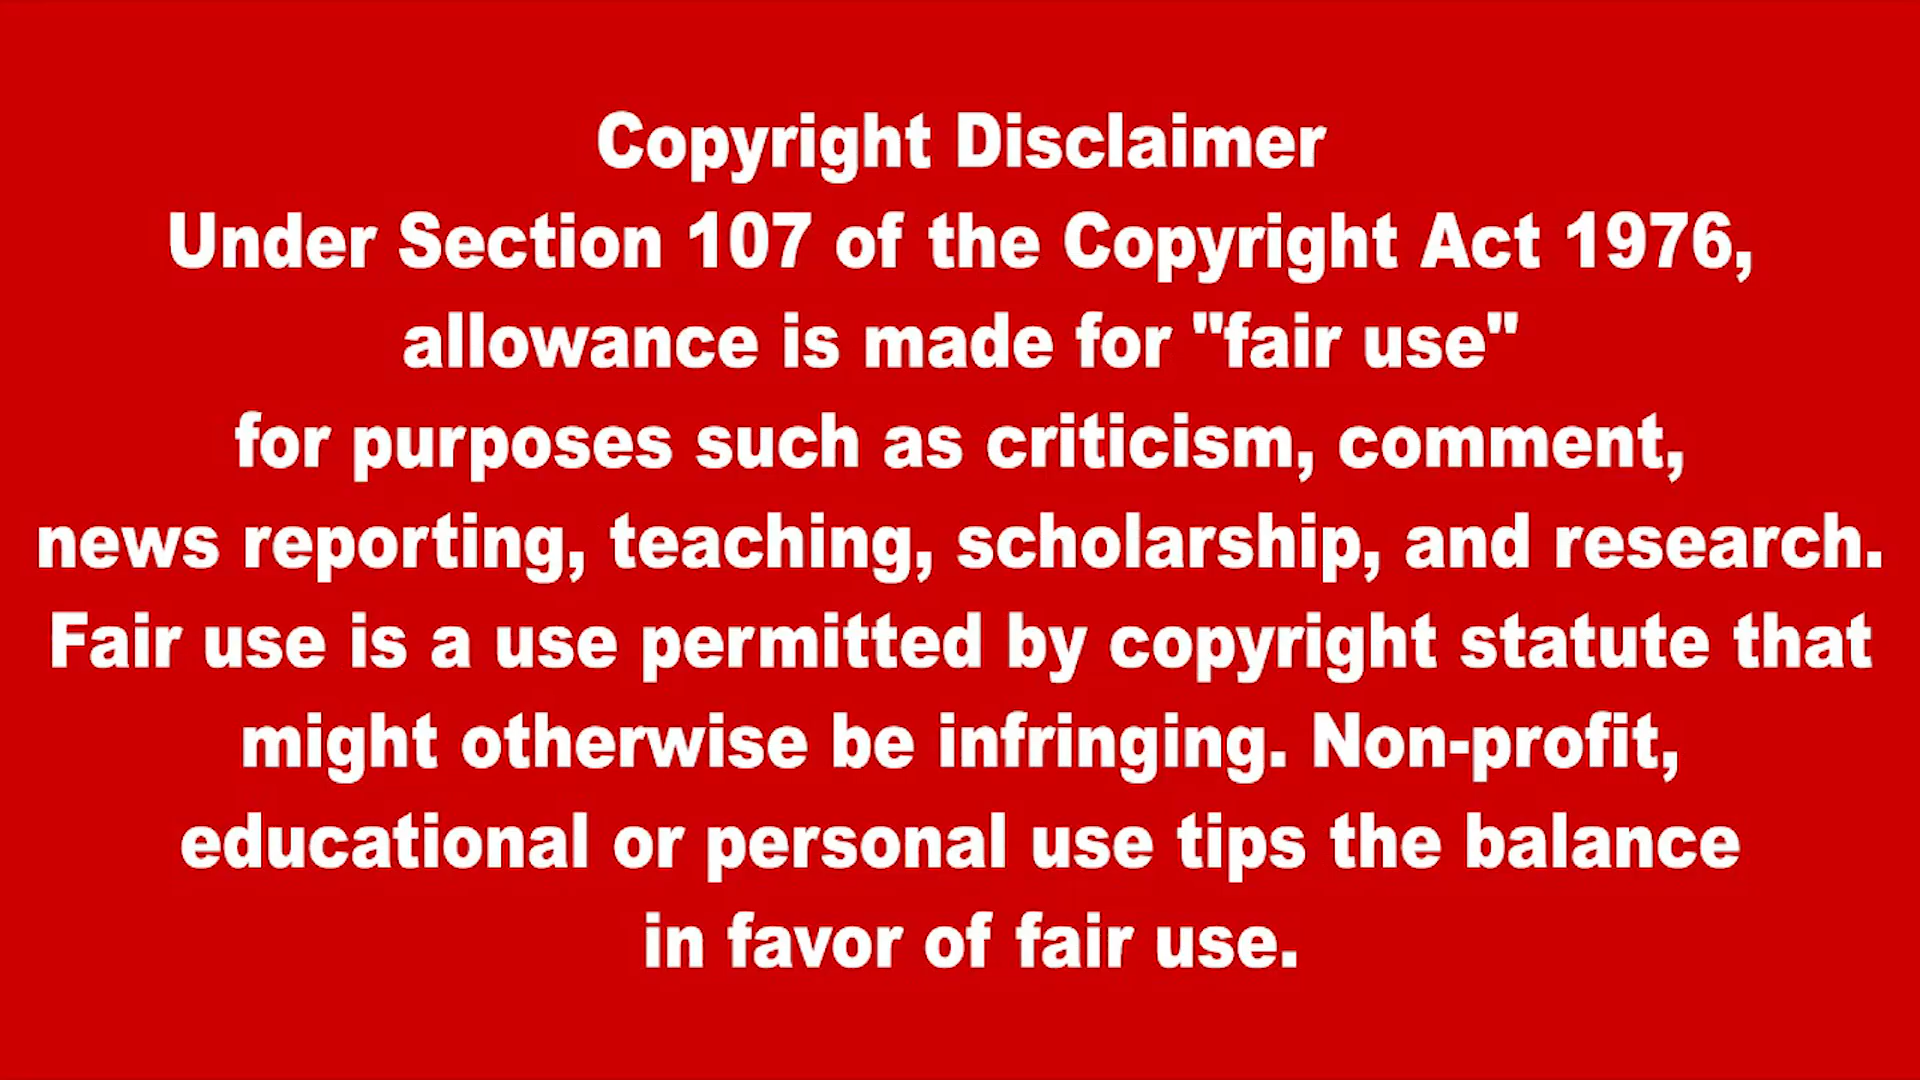 Copyright Disclaimer
Under Section 107 of the Copyright Act 1976,
allowance is made for "fair use"
for purposes such as criticism, comment,
news reporting, teaching, scholarship, and research.
Fair use is a use permitted by copyright statute that
might otherwise be infringing. Non-profit,
educational or personal use tips the balance
in favor of fair use.